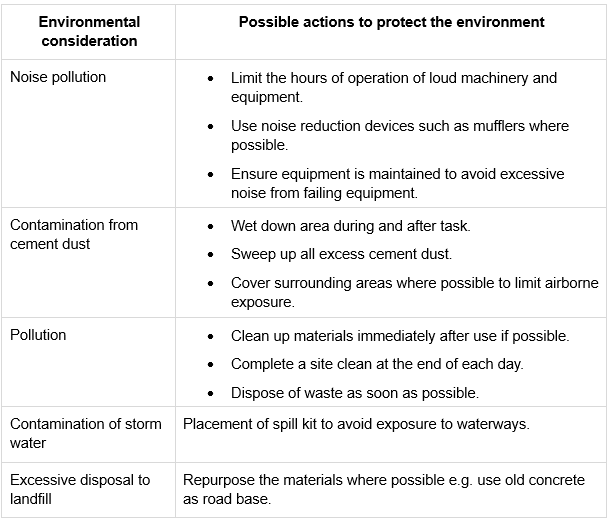 Environmental
consideration
Possible actions to protect the environment
Noise pollution
• Limit the hours of operation of loud machinery and
equipment.
• Use noise reduction devices such as mufflers where
possible.
• Ensure equipment is maintained to avoid excessive
noise from failing equipment.
Contamination from
cement dust
• Wet down area during and after task.
• Sweep up all excess cement dust.
• Cover surrounding areas where possible to limit airborne
exposure.
Pollution
• Clean up materials immediately after use if possible.
• Complete a site clean at the end of each day.
• Dispose of waste as soon as possible.
Contamination of storm
water
Placement of spill kit to avoid exposure to waterways.
Excessive disposal to
landfill
Repurpose the materials where possible e.g. use old concrete
as road base.